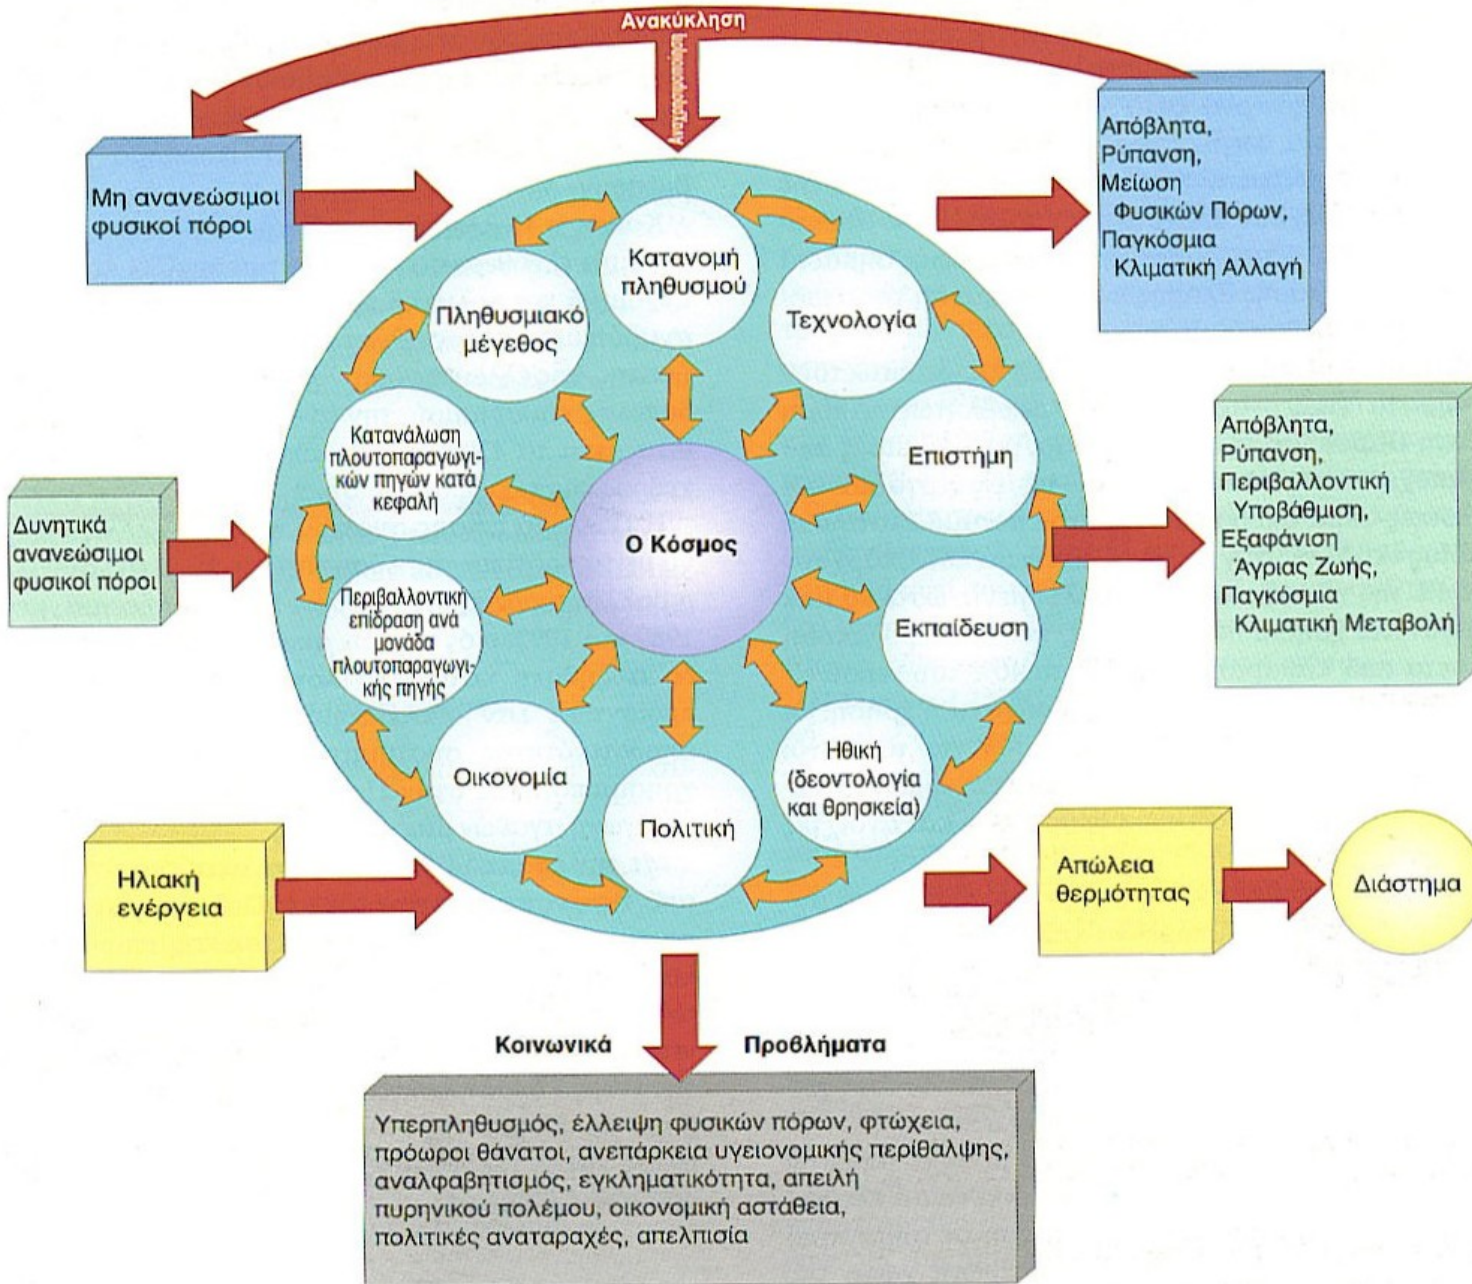 Ανακύκληση
Επαναχρησιμοποίηση
Μη ανανεώσιμοι
φυσικοί πόροι
Απόβλητα,
Ρύπανση,
Μείωση
Φυσικών Πόρων,
Παγκόσμια
Κλιματική Αλλαγή
Κατανομή
πληθυσμού
Πληθυσμιακό
μέγεθος
Τεχνολογία
Κατανάλωση
πλουτοπαραγωγι-
κών πηγών κατά
κεφαλή
Επιστήμη
Δυνητικά
ανανεώσιμοι
φυσικοί πόροι
Ο Κόσμος
Απόβλητα,
Ρύπανση,
Περιβαλλοντική
Υποβάθμιση,
Εξαφάνιση
Άγριας Ζωής,
Παγκόσμια
Κλιματική Μεταβολή
Περιβαλλοντική
επίδραση ανά
μονάδα
πλουτοπαραγωγι-
κής πηγής
Εκπαίδευση
Οικονομία
Πολιτική
Ηθική
(δεοντολογία
και θρησκεία)
Ηλιακή
ενέργεια
Απώλεια
θερμότητας
Διάστημα
Κοινωνικά Προβλήματα
Υπερπληθυσμός, έλλειψη φυσικών πόρων, φτώχεια,
πρόωροι θάνατοι, ανεπάρκεια υγειονομικής περίθαλψης,
αναλφαβητισμός, εγκληματικότητα, απειλή
πυρηνικού πολέμου, οικονομική αστάθεια,
πολιτικές αναταραχές, απελπισία